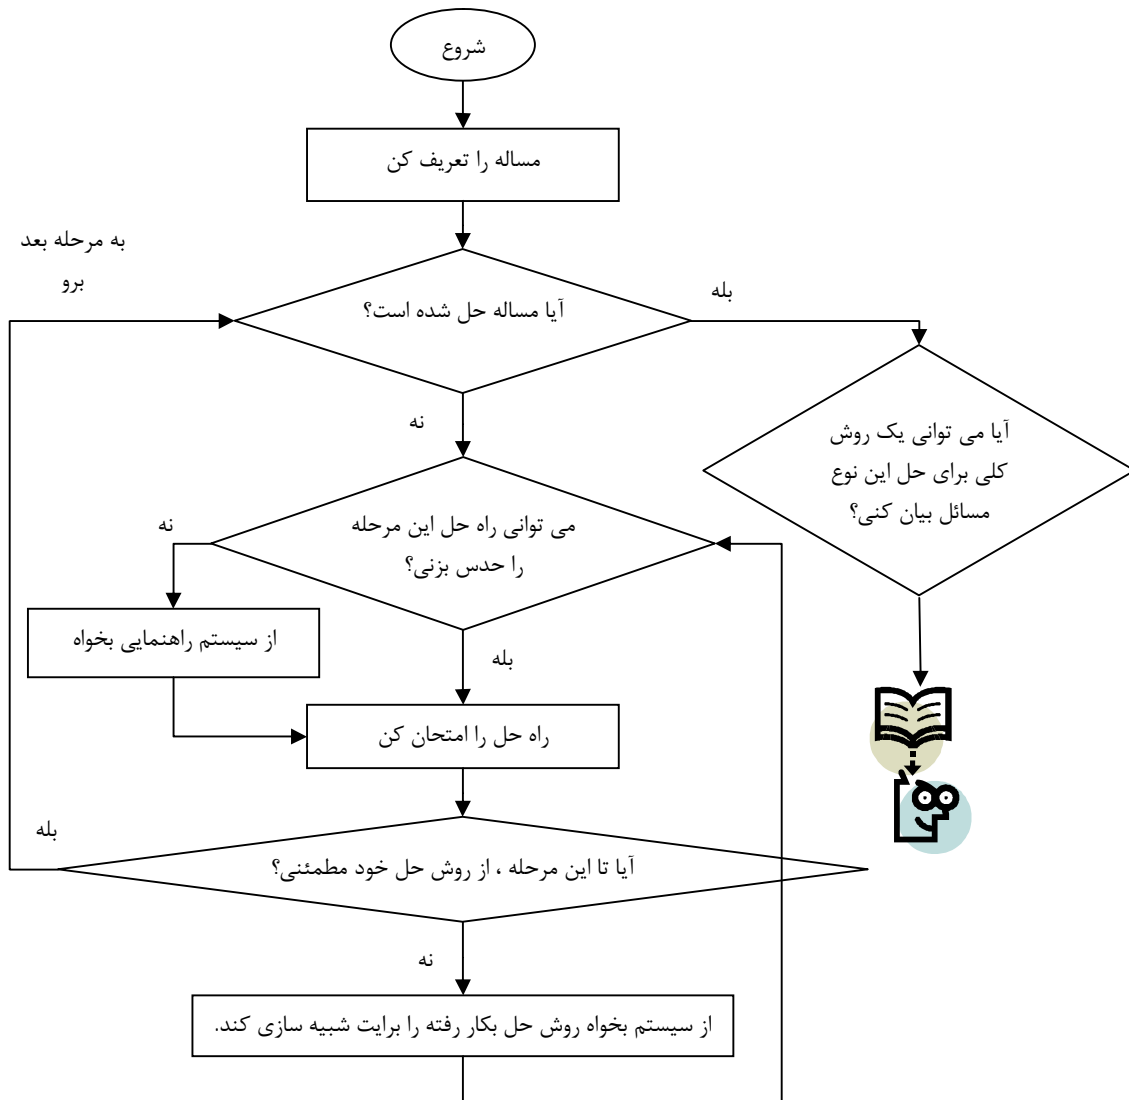 شروع
مساله را تعریف کن
به مرحله بعد
برو
آیا مساله حل شده است؟
بله
نه
آیا می توانی یک روش
کلی برای حل این نوع
مسائل بیان کنی؟
می توانی راه حل این مرحله
را حدس بزنی؟
نه
از سیستم راهنمایی بخواه
بله
راه حل را امتحان کن
بله
آیا تا این مرحله ، از روش حل خود مطمئنی؟
نه
از سیستم بخواه روش حل بکار رفته را برایت شبیه سازی کند.